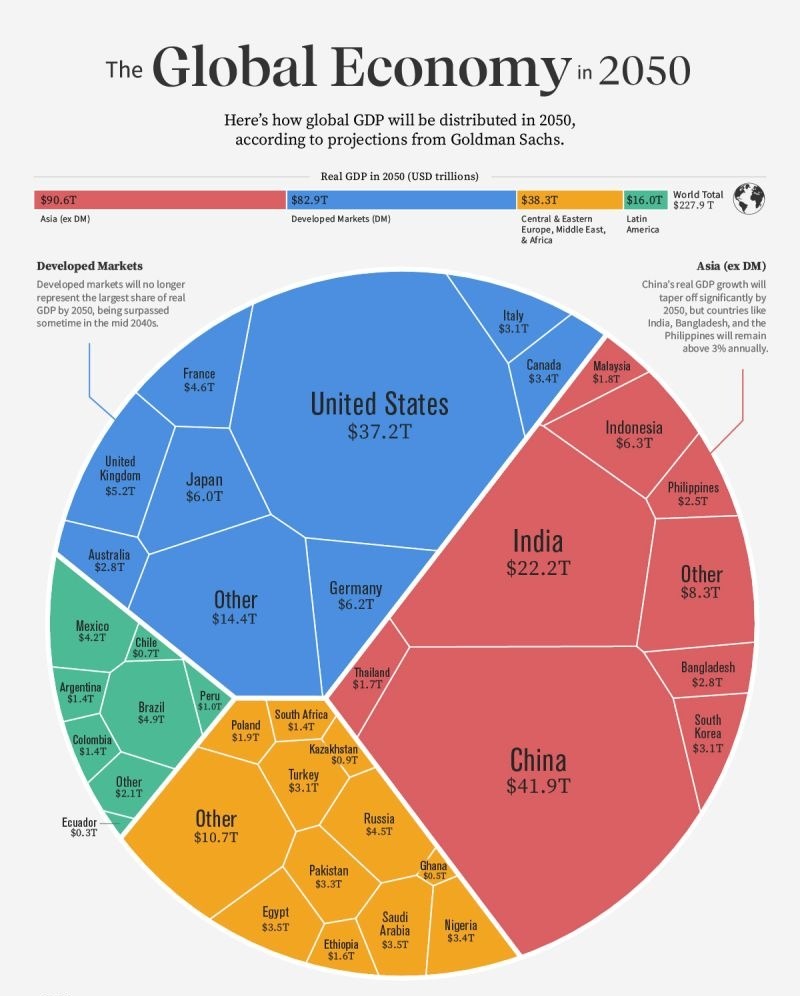 The Global Economy in 2050
Here's how global GDP will be distributed in 2050,
according to projections from Goldman Sachs.
Real GDP in 2050 (USD trillions)
$90.6T
$82.9T
$38.3T
$16.0T
World Total
$227.9 T
Asia (ex DM)
Developed Markets (DM)
Central & Eastern
Europe, Middle East,
& Africa
Latin
America
Developed Markets
Developed markets will no longer
represent the largest share of real
GDP by 2050, being surpassed
sometime in the mid 2040s.
Asia (ex DM)
China's real GDP growth will
taper off significantly by
2050, but countries like
India, Bangladesh, and the
Philippines will remain
above 3% annually.
Italy
$3.1T
Canada
$3.4T
France
$4.6T
United States
$37.2T
United
Kingdom
$5.2T
Japan
$6.0T
Australia
$2.8T
Other
$14.4T
Germany
$6.2T
Malaysia
$1.8T
Indonesia
$6.3T
Philippines
$2.5T
India
$22.2T
Other
$8.3T
Bangladesh
$2.8T
South
Korea
$3.1T
Thailand
$1.7T
China
$41.9T
Mexico
$4.2T
Chile
$0.7T
Argentina
$1.4T
Brazil
$4.9T
Peru
$1.0T
Colombia
$1.4T
Other
$2.1T
Ecuador
$0.3T
Poland
$1.9T
South Africa
$1.4T
Kazakhstan
$0.9T
Turkey
$3.1T
Other
$10.7T
Russia
$4.5T
Pakistan
$3.3T
Ghana
$0.5T
Egypt
$3.5T
Ethiopia
$1.6T
Saudi
Arabia
$3.5T
Nigeria
$3.4T